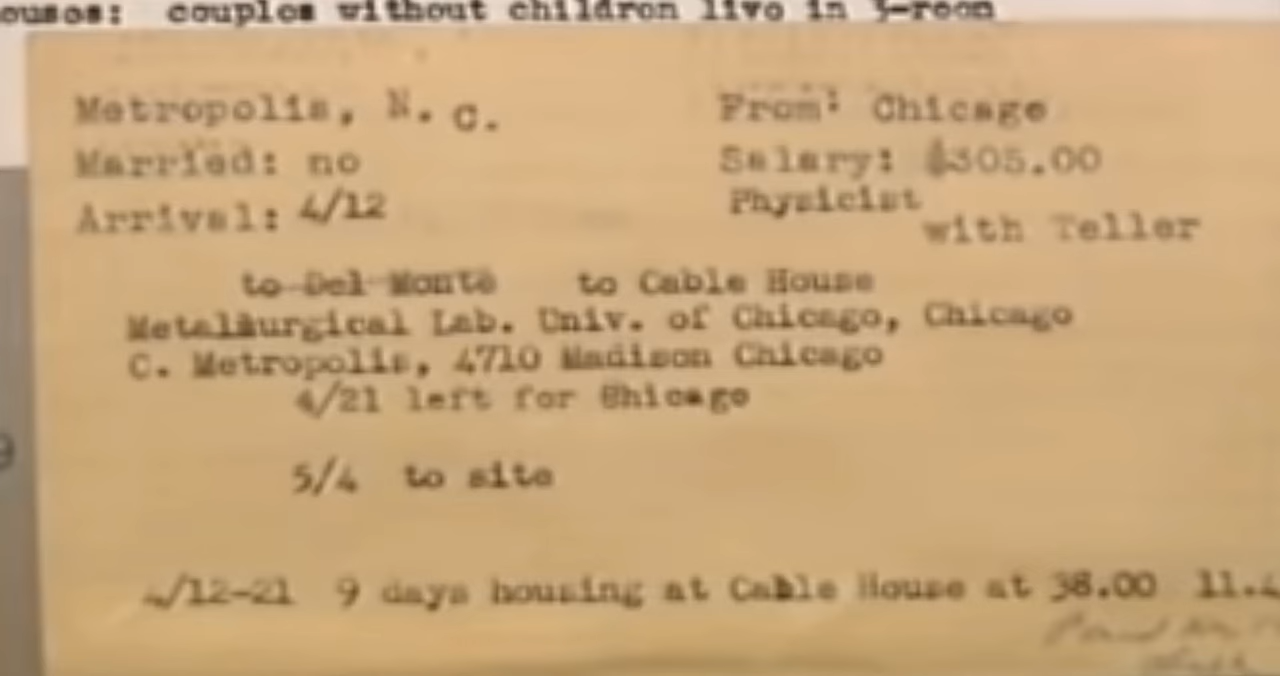 ouses: couples without children live in 3-room
Metropolis, N. C.
From: Chicago
Married: no
Salary: $305.00
Arrival: 4/12
Physicist
with Teller
to Del Monte to Cable House
Metallurgical Lab. Univ. of Chicago, Chicago
C. Metropolis, 4710 Madison Chicago
4/21 left for Chicago
5/4 to site
4/12-21 9 days housing at Cable House at 38.00 11.4